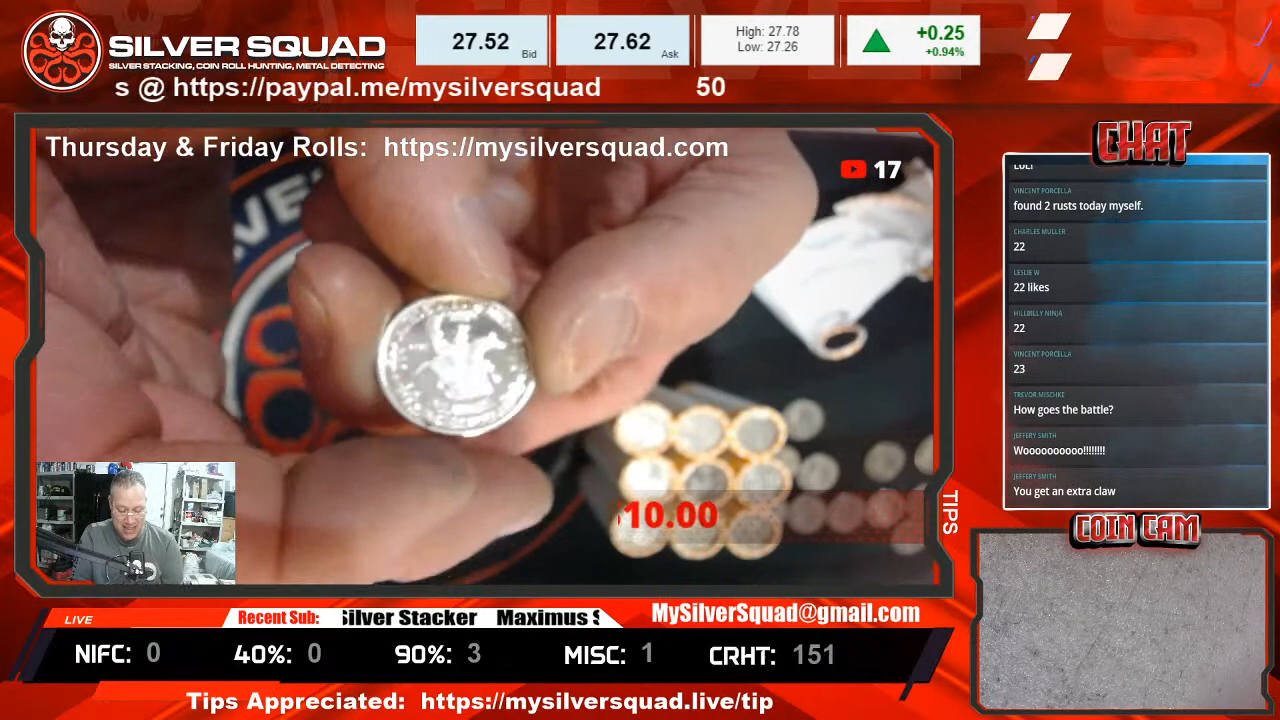 SILVER SQUAD
SILVER STACKING, COIN ROLL HUNTING, METAL DETECTING
27.52 Bid
27.62 Ask
High: 27.78
Low: 27.26
+0.25
+0.94%
s @ https://paypal.me/mysilversquad 50
Thursday & Friday Rolls: https://mysilversquad.com
17
CHAT
LOL!
VINCENT PORCELLA
found 2 rusts today myself.
CHARLES MULLER
22
LESLIE W
22 likes
HILLBILLY NINJA
22
VINCENT PORCELLA
23
TREVOR MISCHKE
How goes the battle?
JEFFERY SMITH
Woooooooooo!!!!!!!!
JEFFERY SMITH
You get an extra claw
10.00
TIPS
COIN CAM
LIVE
Recent Sub: Silver Stacker Maximus S
MySilverSquad@gmail.com
NIFC: 0 40%: 0 90%: 3 MISC: 1 CRHT: 151
Tips Appreciated: https://mysilversquad.live/tip